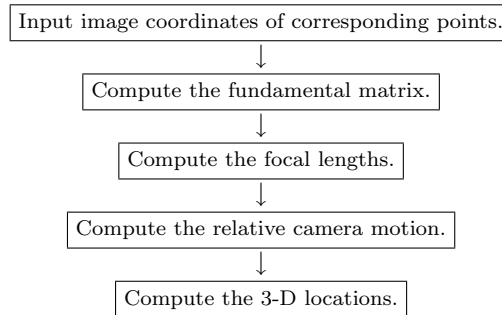 Input image coordinates of corresponding points.
Compute the fundamental matrix.
Compute the focal lengths.
Compute the relative camera motion.
Compute the 3-D locations.